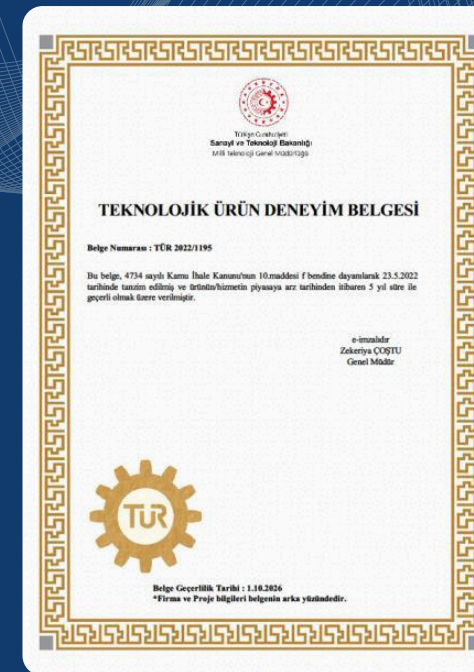 Türkiye Cumhuriyeti
Sanayi ve Teknoloji Bakanlığı
Milli Teknoloji Genel Müdürlüğü
TEKNOLOJİK ÜRÜN DENEYİM BELGESİ
Belge Numarası : TÜR 2022/1195
Bu belge, 4734 sayılı Kamu İhale Kanunu'nun 10.maddesi f bendine dayanılarak 23.5.2022
tarihinde tanzim edilmiş ve ürünün/hizmetin piyasaya arz tarihinden itibaren 5 yıl süre ile
geçerli olmak üzere verilmiştir.
e-imzalıdır
Zekeriya ÇOŞTU
Genel Müdür
TÜR
Belge Geçerlilik Tarihi : 1.10.2026
*Firma ve Proje bilgileri belgenin arka yüzündedir.